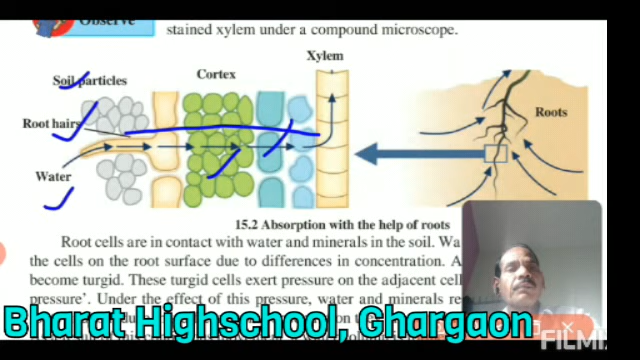 Observe
stained xylem under a compound microscope.
Xylem
Soil particles
Cortex
Root hairs
Roots
Water
15.2 Absorption with the help of roots
Root cells are in contact with water and minerals in the soil.
the cells on the root surface due to differences in concentration. A
become turgid. These turgid cells exert pressure on the adjacent cell
pressure'. Under the effect of this pressure, water and minerals
Bharat Highschool, Ghargaon
FILMI